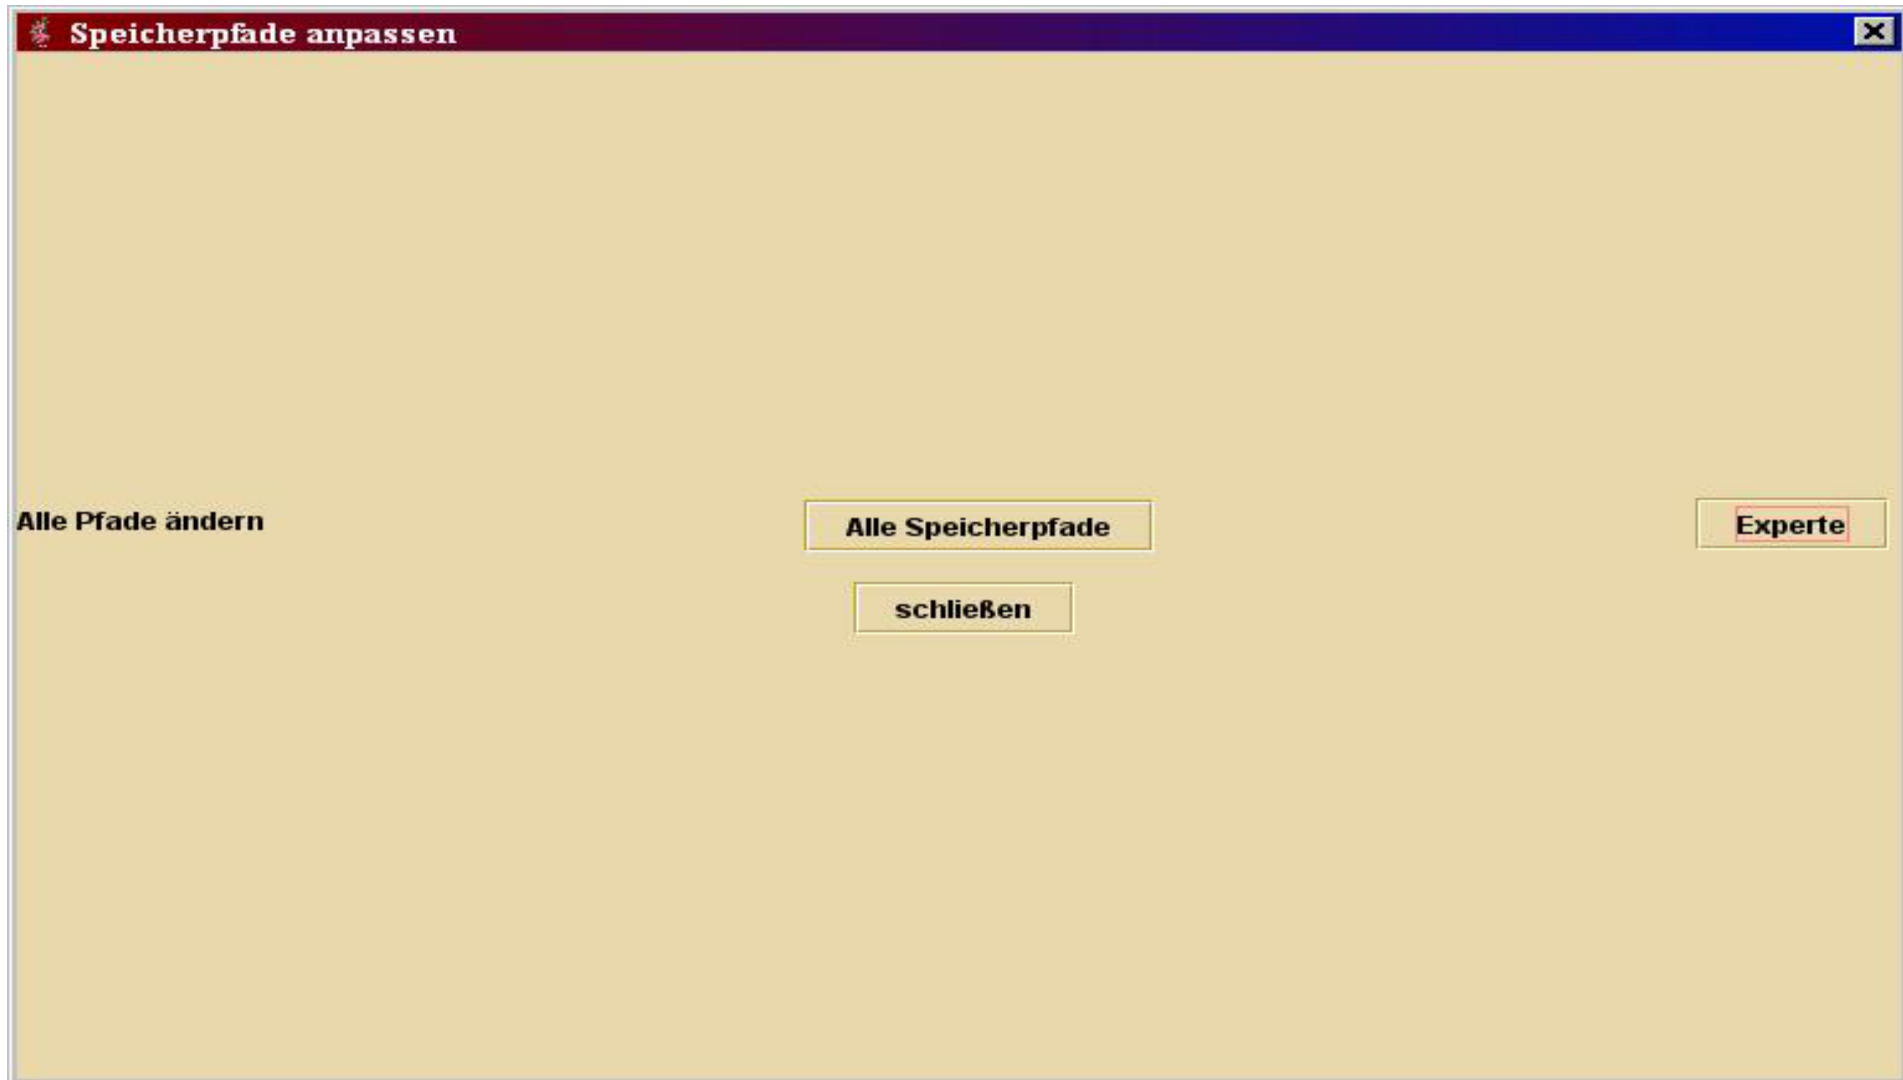 Speicherpfade anpassen
Alle Pfade ändern
Alle Speicherpfade
Experte
schließen